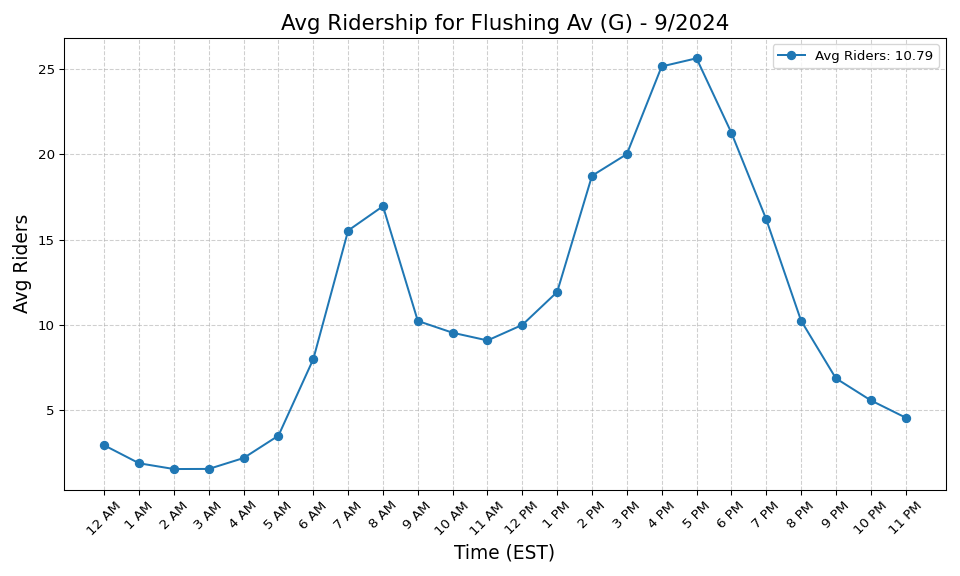 Avg Ridership for Flushing Av (G) - 9/2024
Avg Riders: 10.79
Avg Riders
25
20
15
10
5
12 AM 1 AM 2 AM 3 AM 4 AM 5 AM 6 AM 7 AM 8 AM 9 AM 10 AM 11 AM 12 PM 1 PM 2 PM 3 PM 4 PM 5 PM 6 PM 7 PM 8 PM 9 PM 10 PM 11 PM
Time (EST)